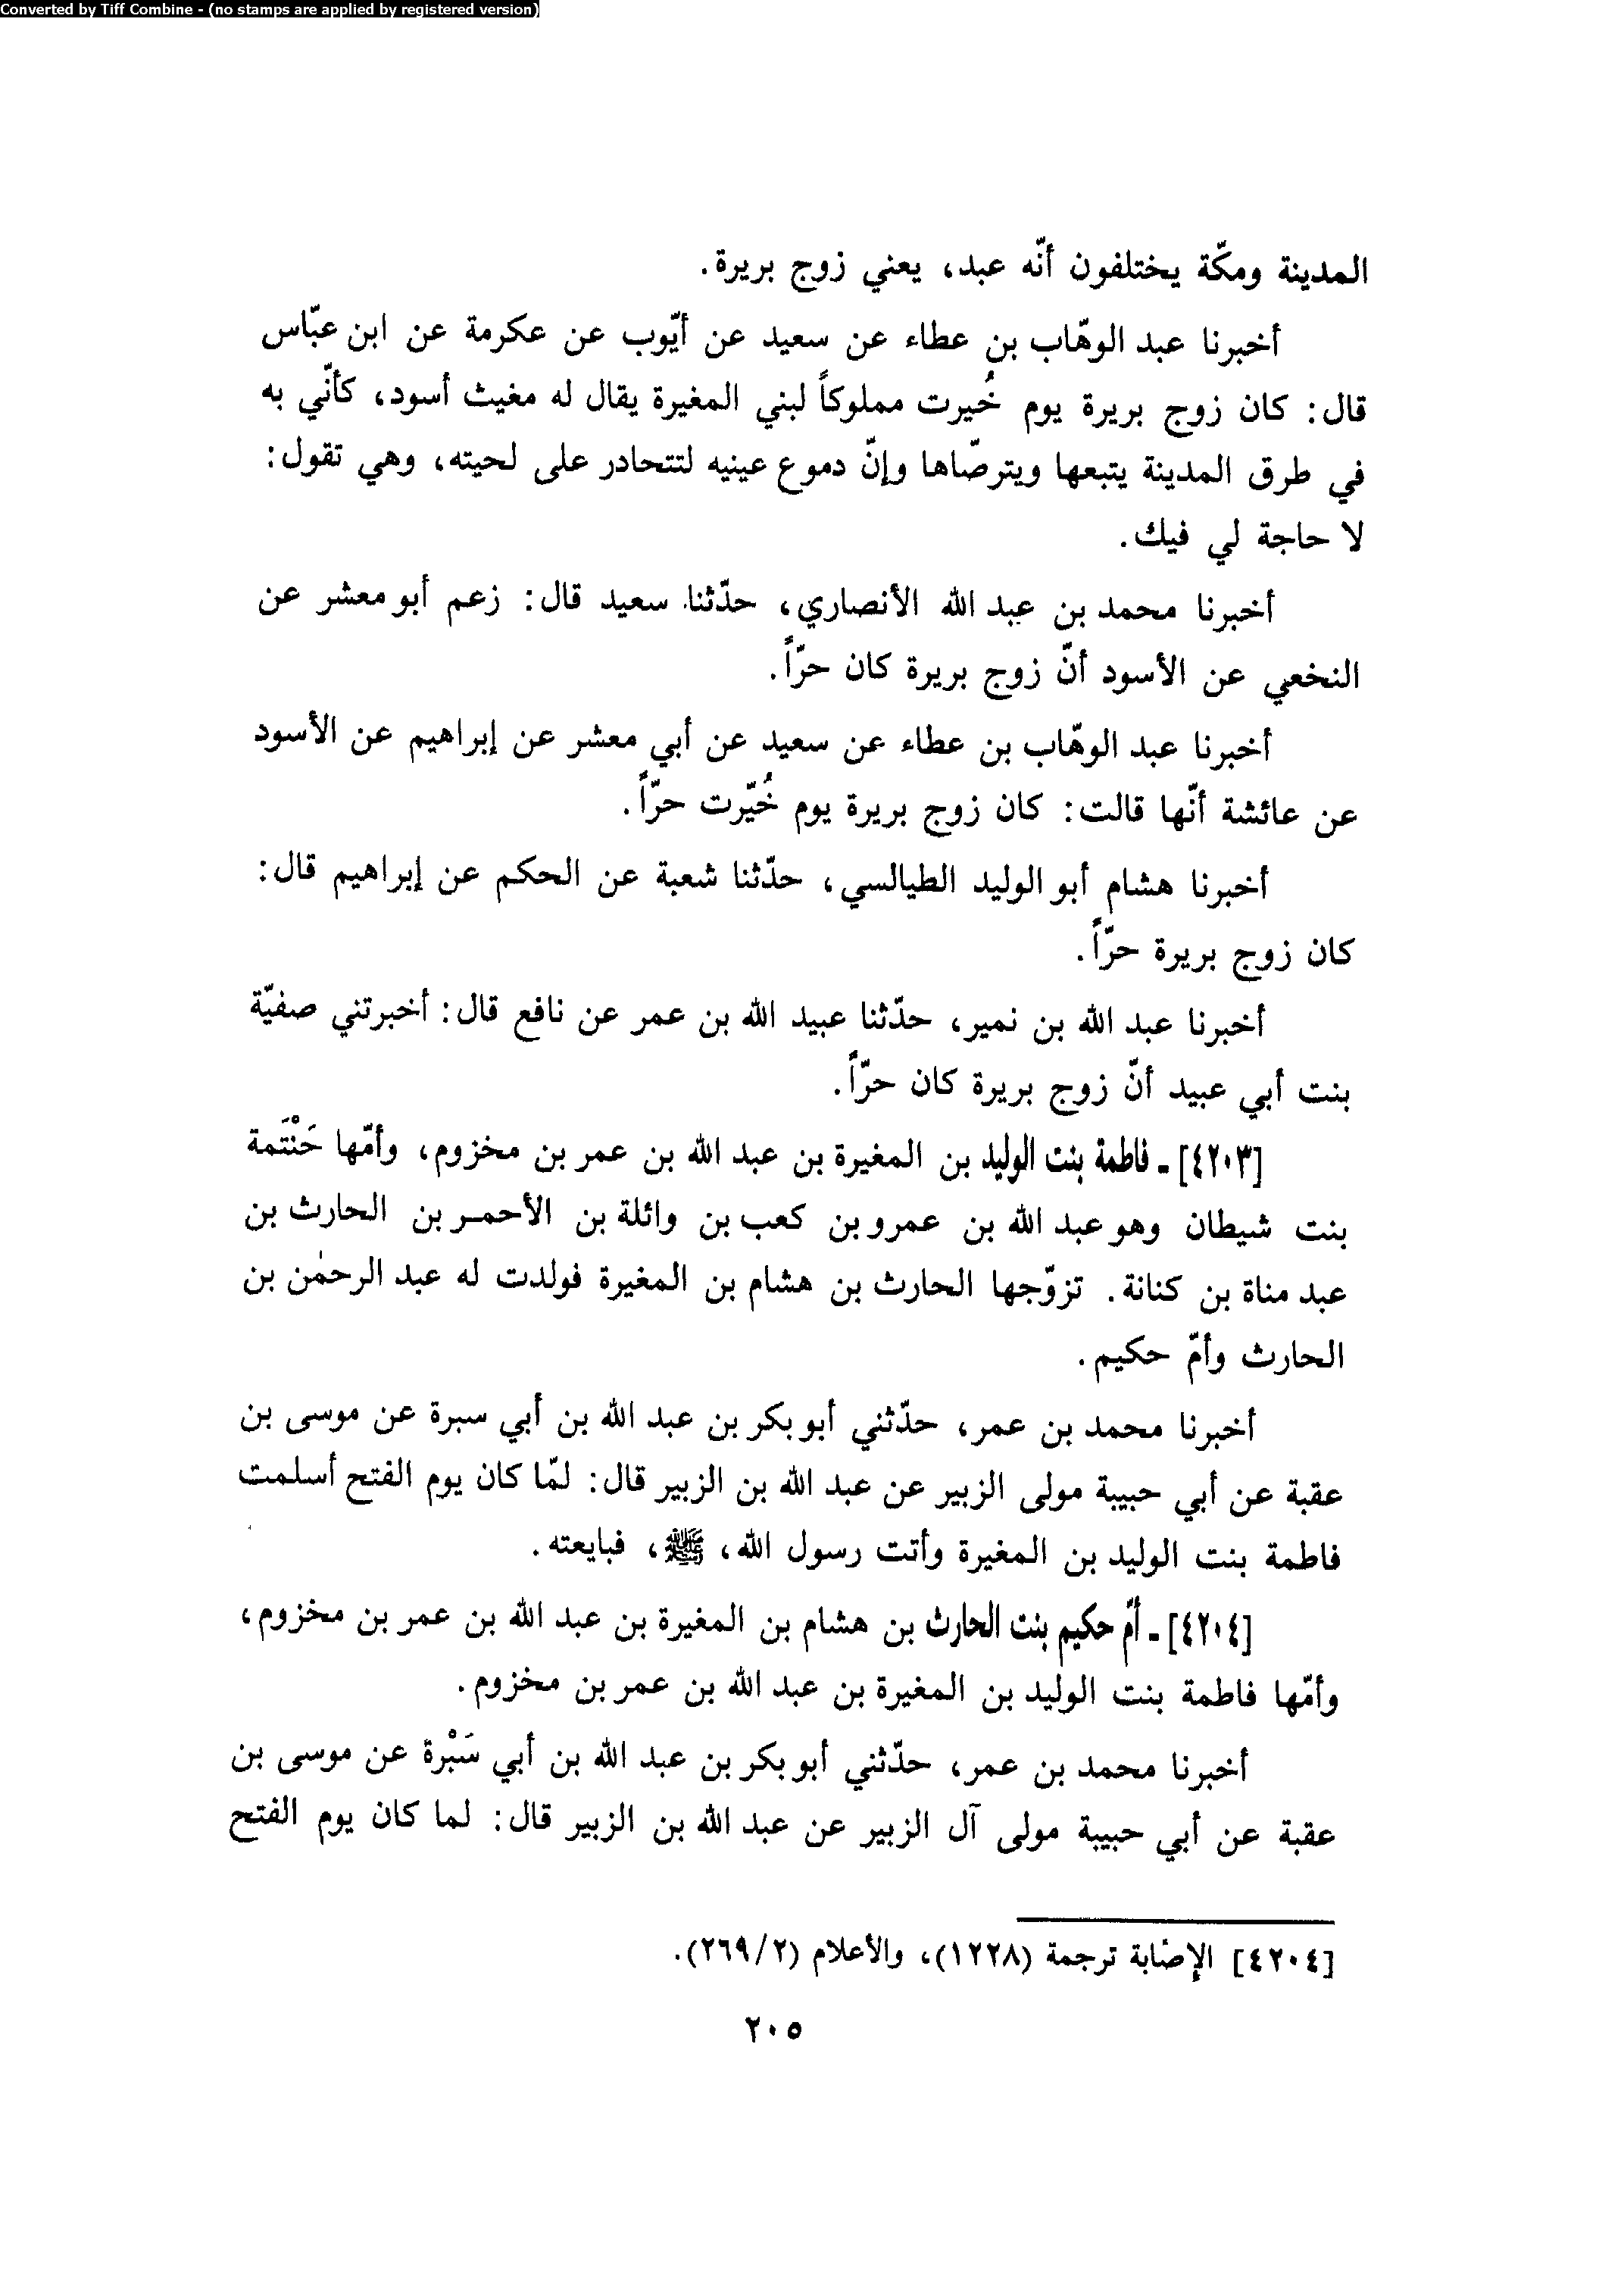 Converted by Tiff Combine - (no stamps are applied by registered version)
المدينة ومكّة يختلفون أنّه عبد، يعني زوج بريرة.
أخبرنا عبد الوهّاب بن عطاء عن سعيد عن أيّوب عن عكرمة عن ابن عبّاس
قال: كان زوج بريرة يوم خُيرت مملوكاً لبني المغيرة يقال له مغيث أسود، كأنّي به
في طرق المدينة يتبعها ويترضّاها وإنّ دموع عينيه لتتحادر على لحيته، وهي تقول:
لا حاجة لي فيك.
أخبرنا محمد بن عبد الله الأنصاري، حدّثنا سعيد قال: زعم أبو معشر عن
النخعي عن الأسود أنّ زوج بريرة كان حرّاً.
أخبرنا عبد الوهّاب بن عطاء عن سعيد عن أبي معشر عن إبراهيم عن الأسود
عن عائشة أنّها قالت: كان زوج بريرة يوم خُيّرت حرّاً.
أخبرنا هشام أبو الوليد الطيالسي، حدّثنا شعبة عن الحكم عن إبراهيم قال:
كان زوج بريرة حرّاً.
أخبرنا عبد الله بن نمير، حدّثنا عبيد الله بن عمر عن نافع قال: أخبرتني صفيّة
بنت أبي عبيد أنّ زوج بريرة كان حرّاً.
[٤٢٠٣] ـ فاطمة بنت الوليد بن المغيرة بن عبد الله بن عمر بن مخزوم، وأمّها حَنْتَمة
بنت شيطان وهو عبد الله بن عمرو بن كعب بن وائلة بن الأحمر بن الحارث بن
عبد مناة بن كنانة. تزوّجها الحارث بن هشام بن المغيرة فولدت له عبد الرحمٰن بن
الحارث وأمّ حكيم.
أخبرنا محمد بن عمر، حدّثني أبو بكر بن عبد الله بن أبي سبرة عن موسى بن
عقبة عن أبي حبيبة مولى الزبير عن عبد الله بن الزبير قال: لمّا كان يوم الفتح أسلمت
فاطمة بنت الوليد بن المغيرة وأتت رسول الله، ﷺ، فبايعته.
[٤٢٠٤] ـ أمّ حكيم بنت الحارث بن هشام بن المغيرة بن عبد الله بن عمر بن مخزوم،
وأمّها فاطمة بنت الوليد بن المغيرة بن عبد الله بن عمر بن مخزوم.
أخبرنا محمد بن عمر، حدّثني أبو بكر بن عبد الله بن أبي سَبْرة عن موسى بن
عقبة عن أبي حبيبة مولى آل الزبير عن عبد الله بن الزبير قال: لما كان يوم الفتح
[٤٢٠٤] الإصابة ترجمة (١٢٢٨)، والأعلام (٢٦٩/٢).
٢٠٥